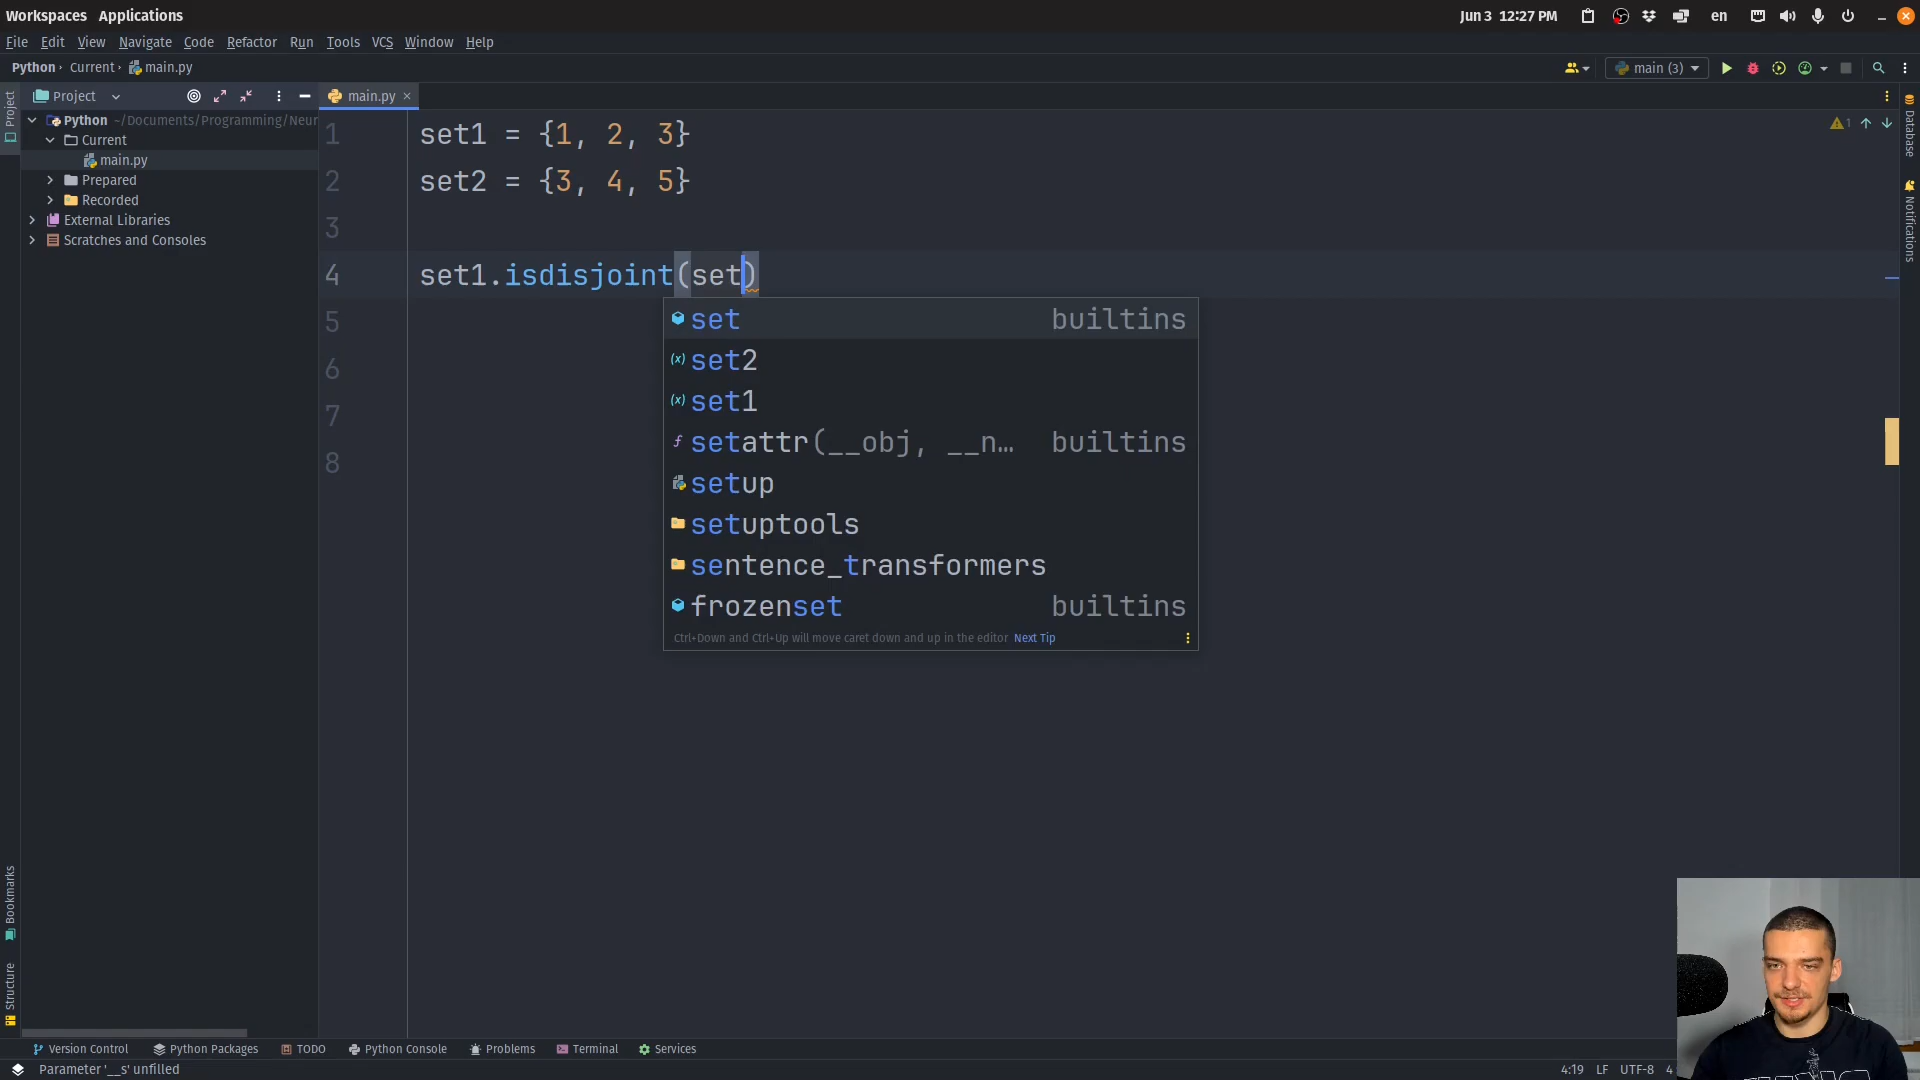 Workspaces Applications
Jun 3 12:27 PM
en
File Edit View Navigate Code Refactor Run Tools VCS Window Help
Python Current main.py
main (3)
Project
main.py
Python ~/Documents/Programming/Neur
Current
main.py
Prepared
Recorded
External Libraries
Scratches and Consoles
1 set1 = {1, 2, 3}
2 set2 = {3, 4, 5}
3
4 set1.isdisjoint(set)
5
6
7
8
set builtins
set2
set1
setattr(__obj, __n… builtins
setup
setuptools
sentence_transformers
frozenset builtins
Ctrl+Down and Ctrl+Up will move caret down and up in the editor Next Tip
1
Project
Bookmarks
Structure
Database
Notifications
Version Control Python Packages TODO Python Console Problems Terminal Services
Parameter '__s' unfilled
4:19 LF UTF-8 4